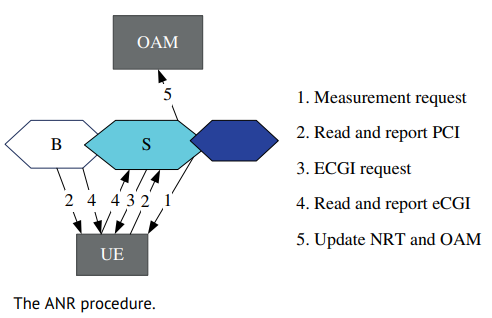 OAM
5
1. Measurement request
2. Read and report PCI
B
S
3. ECGI request
2 4 4 3 2 1
4. Read and report eCGI
5. Update NRT and OAM
UE
The ANR procedure.